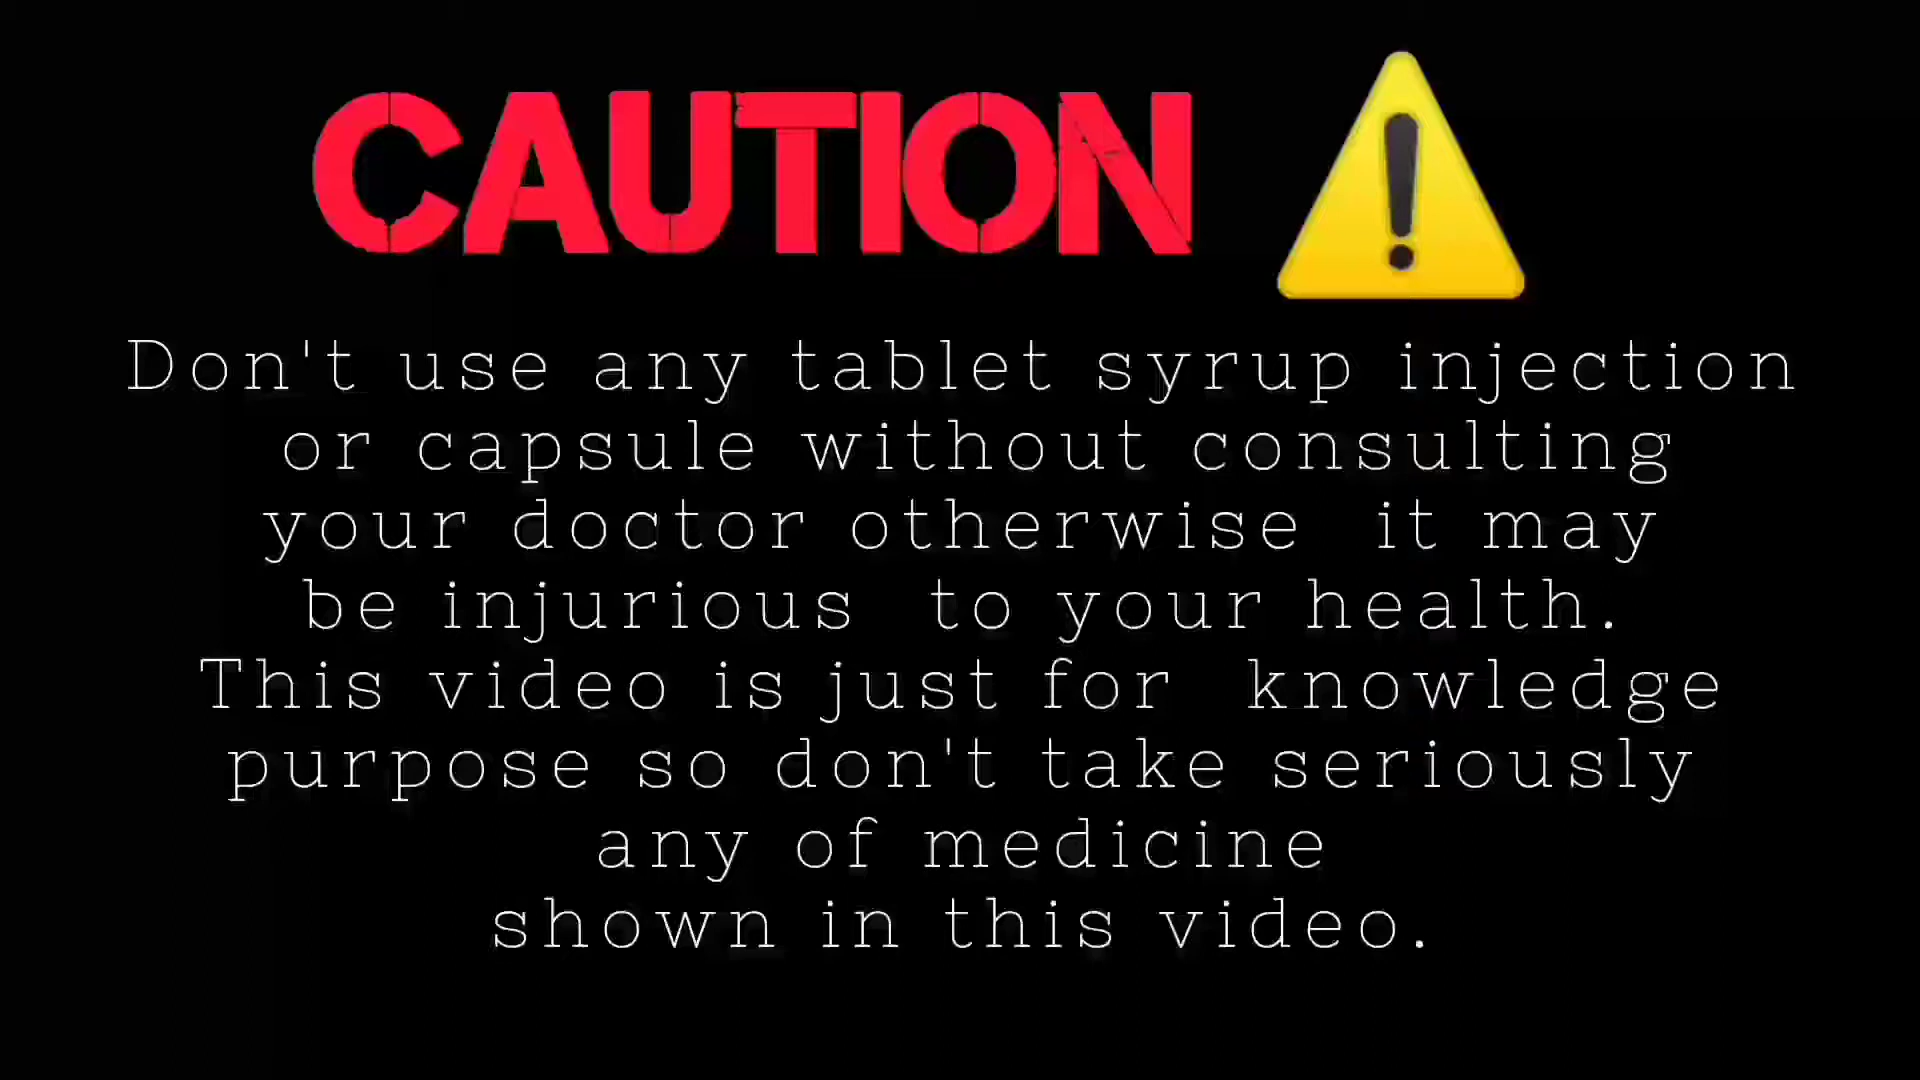 CAUTION
Don't use any tablet syrup injection
or capsule without consulting
your doctor otherwise it may
be injurious to your health.
This video is just for knowledge
purpose so don't take seriously
any of medicine
shown in this video.